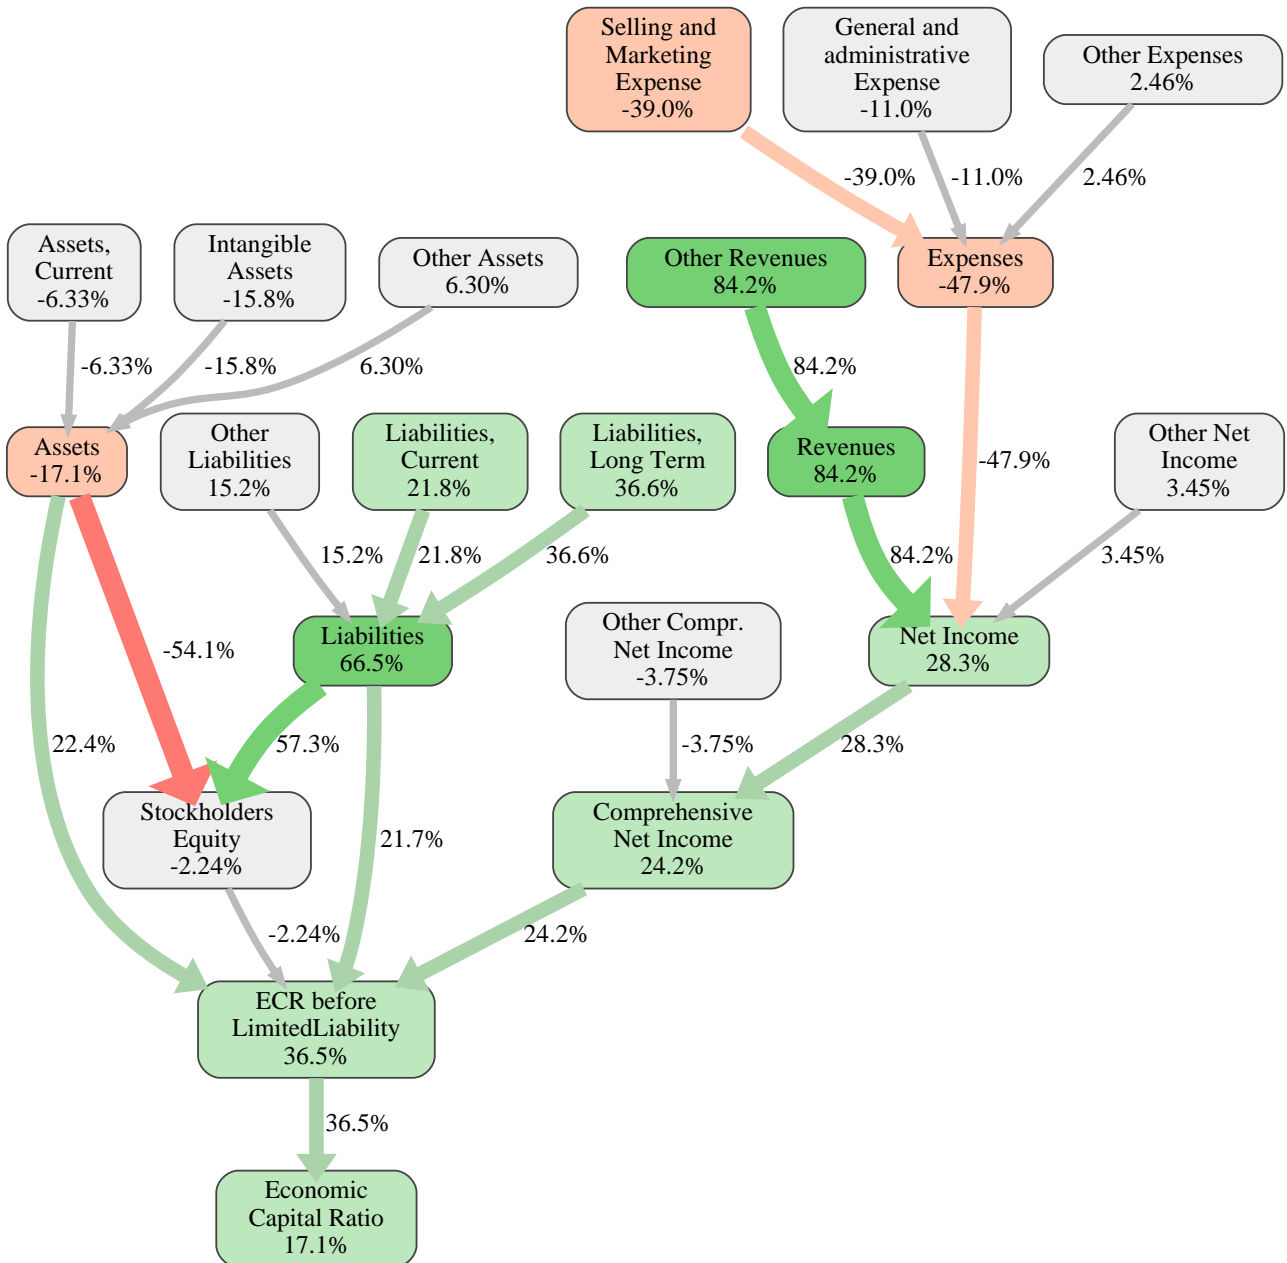 Selling and
Marketing
Expense
-39.0%
General and
administrative
Expense
-11.0%
Other Expenses
2.46%
-39.0%
-11.0%
2.46%
Assets,
Current
-6.33%
Intangible
Assets
-15.8%
Other Assets
6.30%
Other Revenues
84.2%
Expenses
-47.9%
-6.33%
-15.8%
6.30%
84.2%
Assets
-17.1%
Other
Liabilities
15.2%
Liabilities,
Current
21.8%
Liabilities,
Long Term
36.6%
Revenues
84.2%
-47.9%
Other Net
Income
3.45%
15.2%
21.8%
36.6%
84.2%
3.45%
-54.1%
Liabilities
66.5%
Other Compr.
Net Income
-3.75%
Net Income
28.3%
22.4%
57.3%
-3.75%
28.3%
Stockholders
Equity
-2.24%
21.7%
Comprehensive
Net Income
24.2%
-2.24%
24.2%
ECR before
LimitedLiability
36.5%
36.5%
Economic
Capital Ratio
17.1%